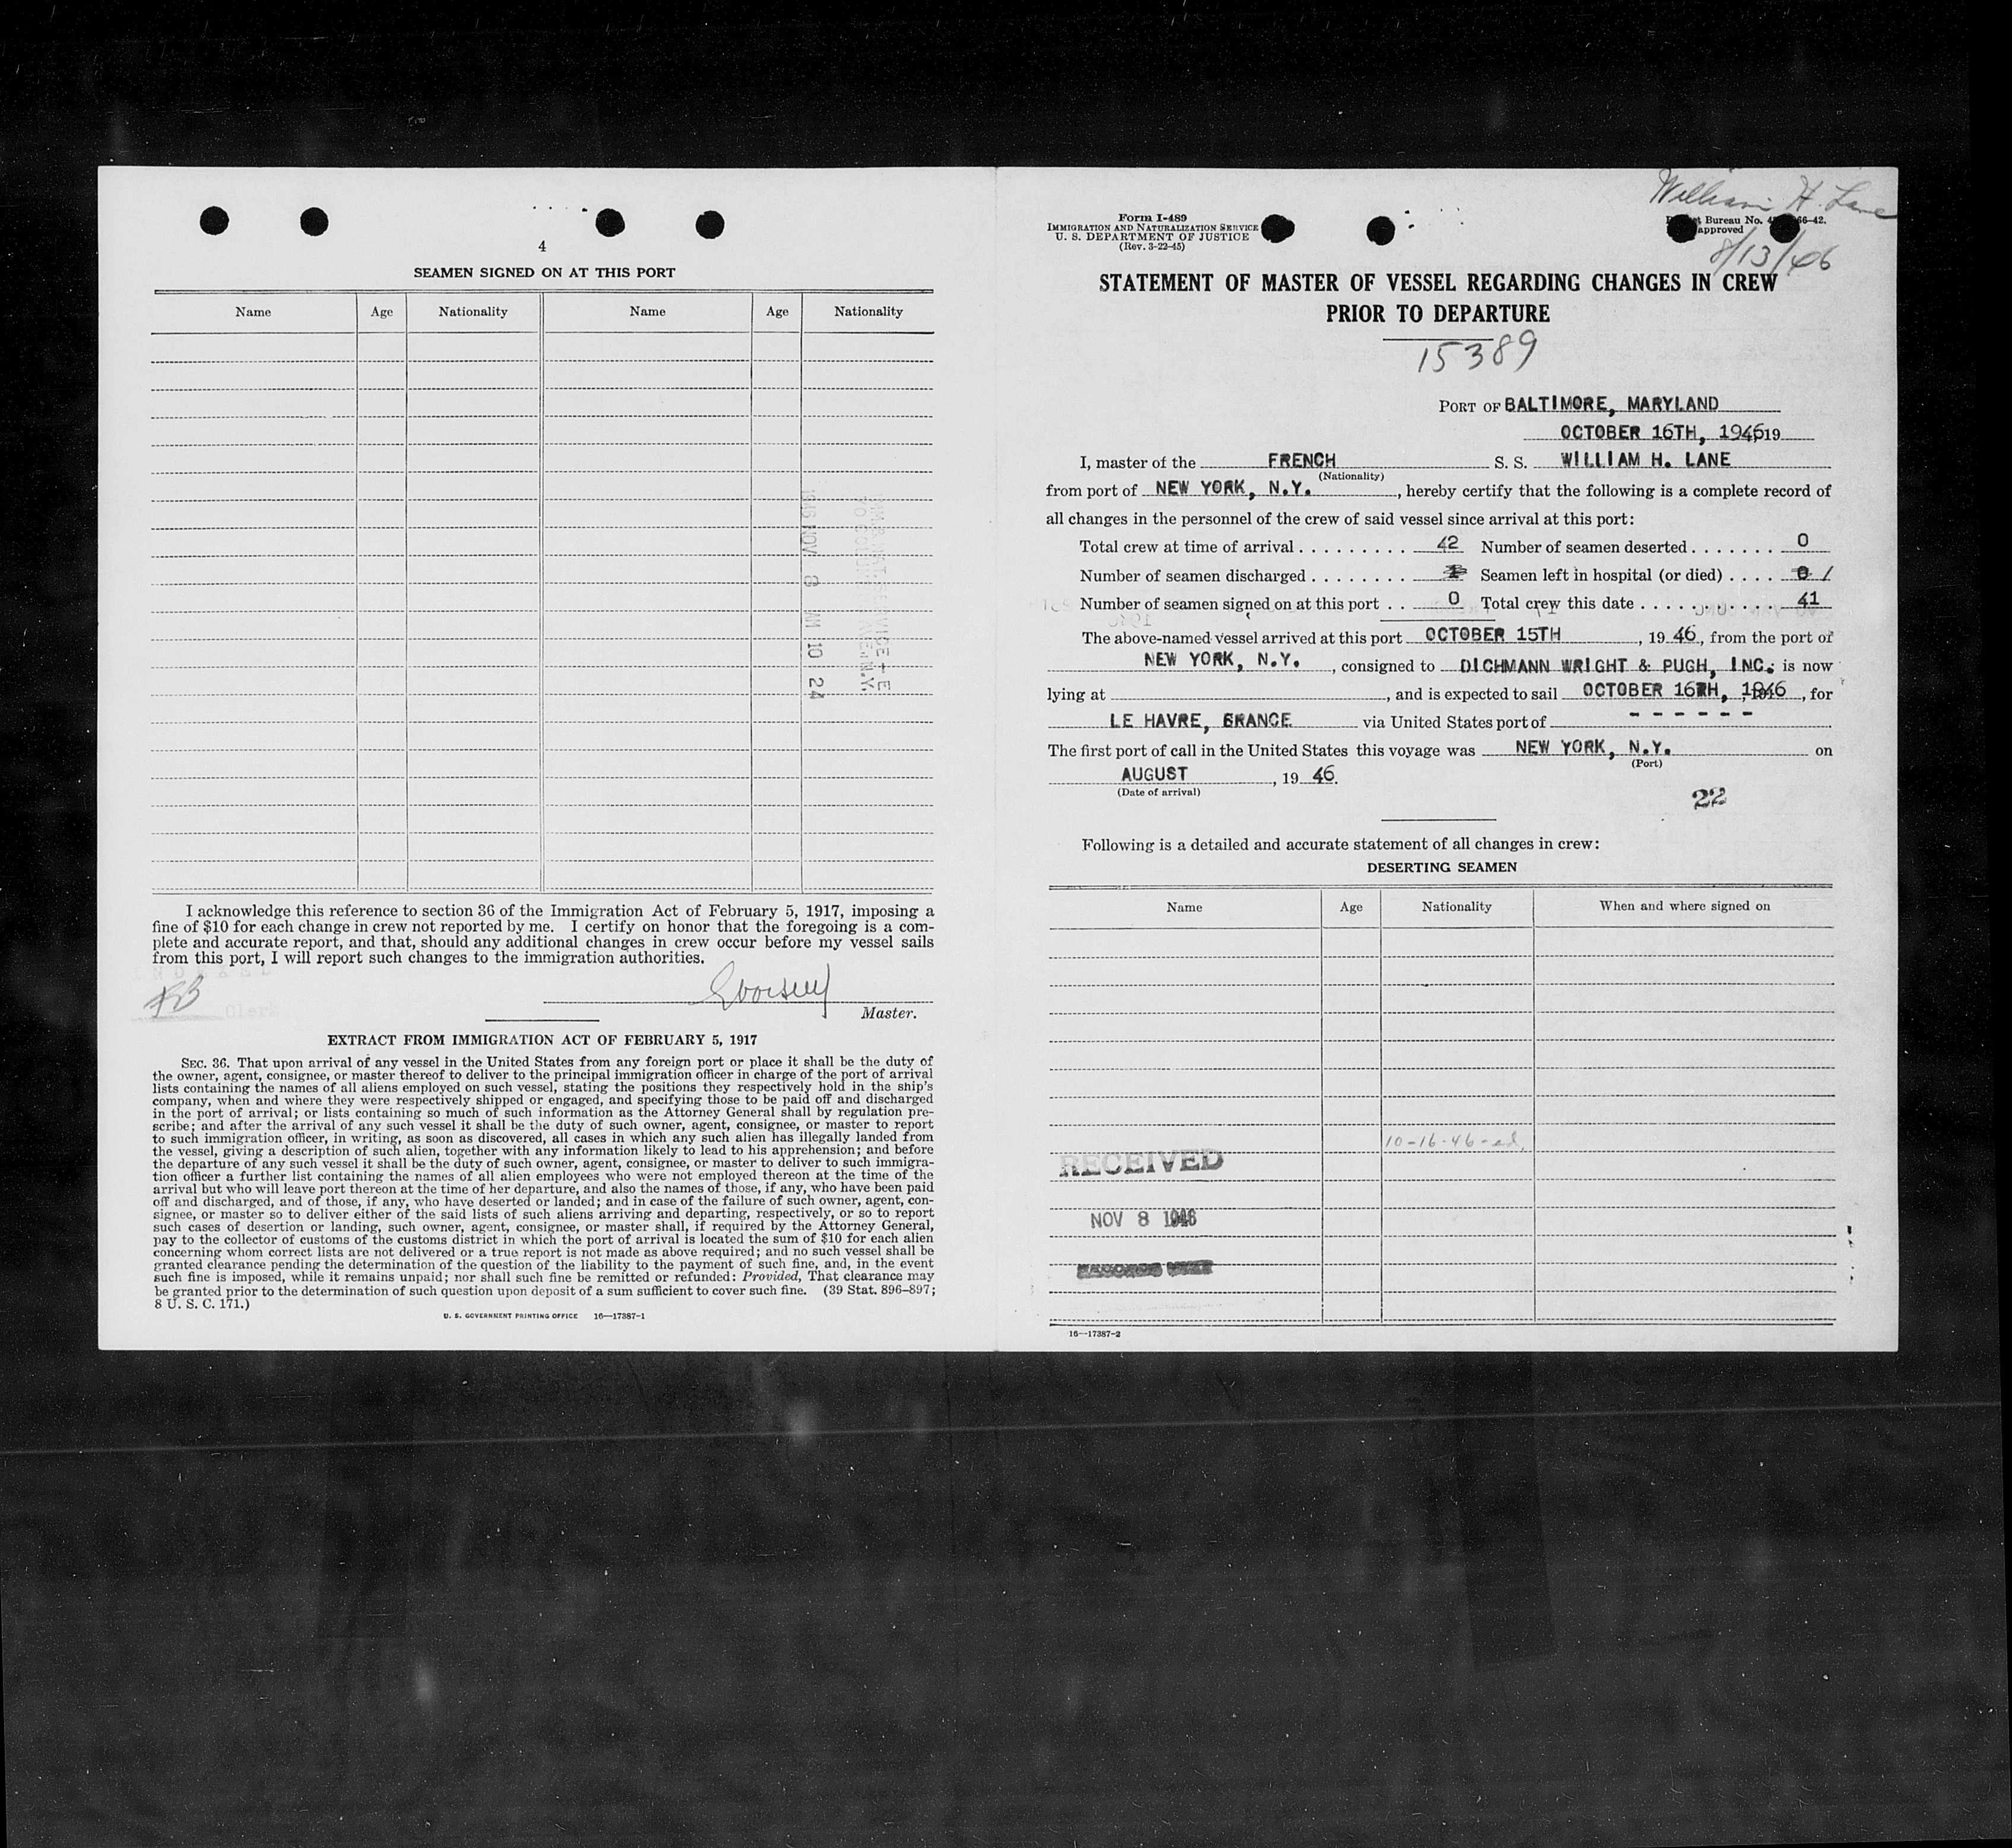 4
SEAMEN SIGNED ON AT THIS PORT
Name Age Nationality Name Age Nationality
I acknowledge this reference to section 36 of the Immigration Act of February 5, 1917, imposing a
fine of $10 for each change in crew not reported by me. I certify on honor that the foregoing is a com-
plete and accurate report, and that, should any additional changes in crew occur before my vessel sails
from this port, I will report such changes to the immigration authorities.
Clerk
Master.
EXTRACT FROM IMMIGRATION ACT OF FEBRUARY 5, 1917
SEC. 36. That upon arrival of any vessel in the United States from any foreign port or place it shall be the duty of
the owner, agent, consignee, or master thereof to deliver to the principal immigration officer in charge of the port of arrival
lists containing the names of all aliens employed on such vessel, stating the positions they respectively hold in the ship's
company, when and where they were respectively shipped or engaged, and specifying those to be paid off and discharged
in the port of arrival; or lists containing so much of such information as the Attorney General shall by regulation pre-
scribe; and after the arrival of any such vessel it shall be the duty of such owner, agent, consignee, or master to report
to such immigration officer, in writing, as soon as discovered, all cases in which any such alien has illegally landed from
the vessel, giving a description of such alien, together with any information likely to lead to his apprehension; and before
the departure of any such vessel it shall be the duty of such owner, agent, consignee, or master to deliver to such immigra-
tion officer a further list containing the names of all alien employees who were not employed thereon at the time of the
arrival but who will leave port thereon at the time of her departure, and also the names of those, if any, who have been paid
off and discharged, and of those, if any, who have deserted or landed; and in case of the failure of such owner, agent, con-
signee, or master so to deliver either of the said lists of such aliens arriving and departing, respectively, or so to report
such cases of desertion or landing, such owner, agent, consignee, or master shall, if required by the Attorney General,
pay to the collector of customs of the customs district in which the port of arrival is located the sum of $10 for each alien
concerning whom correct lists are not delivered or a true report is not made as above required; and no such vessel shall be
granted clearance pending the determination of the question of the liability to the payment of such fine, and, in the event
such fine is imposed, while it remains unpaid; nor shall such fine be remitted or refunded: Provided, That clearance may
be granted prior to the determination of such question upon deposit of a sum sufficient to cover such fine. (39 Stat. 896–897;
8 U. S. C. 171.)
U. S. GOVERNMENT PRINTING OFFICE 16—17387-1
1946 NOV 8 AM 10 24
William H. Lane
8/13/46
Form I-489
IMMIGRATION AND NATURALIZATION SERVICE
U. S. DEPARTMENT OF JUSTICE
(Rev. 3-22-45)
Bureau No. 66-42.
approved
STATEMENT OF MASTER OF VESSEL REGARDING CHANGES IN CREW
PRIOR TO DEPARTURE
15389
PORT OF BALTIMORE, MARYLAND
OCTOBER 16TH, 1946, 19
I, master of the FRENCH S. S. WILLIAM H. LANE
(Nationality)
from port of NEW YORK, N.Y. , hereby certify that the following is a complete record of
all changes in the personnel of the crew of said vessel since arrival at this port:
Total crew at time of arrival . . . . . . . . . 42 Number of seamen deserted . . . . . . . 0
Number of seamen discharged . . . . . . . . 1 Seamen left in hospital (or died) . . . . 0 1
Number of seamen signed on at this port . . 0 Total crew this date . . . . . . . . . . . 41
The above-named vessel arrived at this port OCTOBER 15TH , 19 46, from the port of
NEW YORK, N.Y. , consigned to DICHMANN WRIGHT & PUGH, INC. is now
lying at , and is expected to sail OCTOBER 16TH, 1946 , for
LE HAVRE, GRANCE via United States port of - - - - - -
The first port of call in the United States this voyage was NEW YORK, N.Y. on
(Port)
AUGUST , 19 46.
(Date of arrival)
22
Following is a detailed and accurate statement of all changes in crew:
DESERTING SEAMEN
Name Age Nationality When and where signed on
10-16-46-ed.
RECEIVED
NOV 8 1946
16—17387-2